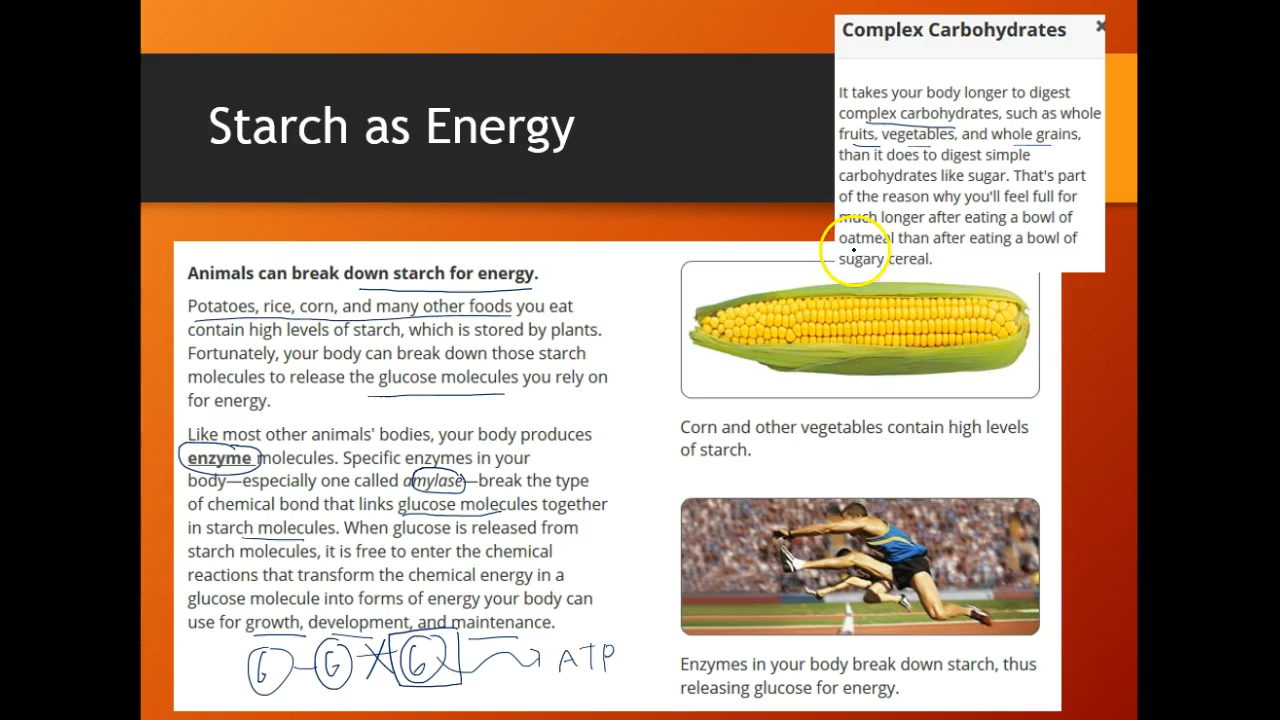 Complex Carbohydrates
It takes your body longer to digest
complex carbohydrates, such as whole
fruits, vegetables, and whole grains,
than it does to digest simple
carbohydrates like sugar. That's part
of the reason why you'll feel full for
much longer after eating a bowl of
oatmeal than after eating a bowl of
sugary cereal.
Starch as Energy
Animals can break down starch for energy.
Potatoes, rice, corn, and many other foods you eat
contain high levels of starch, which is stored by plants.
Fortunately, your body can break down those starch
molecules to release the glucose molecules you rely on
for energy.
Like most other animals' bodies, your body produces
enzyme molecules. Specific enzymes in your
body—especially one called amylase—break the type
of chemical bond that links glucose molecules together
in starch molecules. When glucose is released from
starch molecules, it is free to enter the chemical
reactions that transform the chemical energy in a
glucose molecule into forms of energy your body can
use for growth, development, and maintenance.
G G G ATP
Corn and other vegetables contain high levels
of starch.
Enzymes in your body break down starch, thus
releasing glucose for energy.